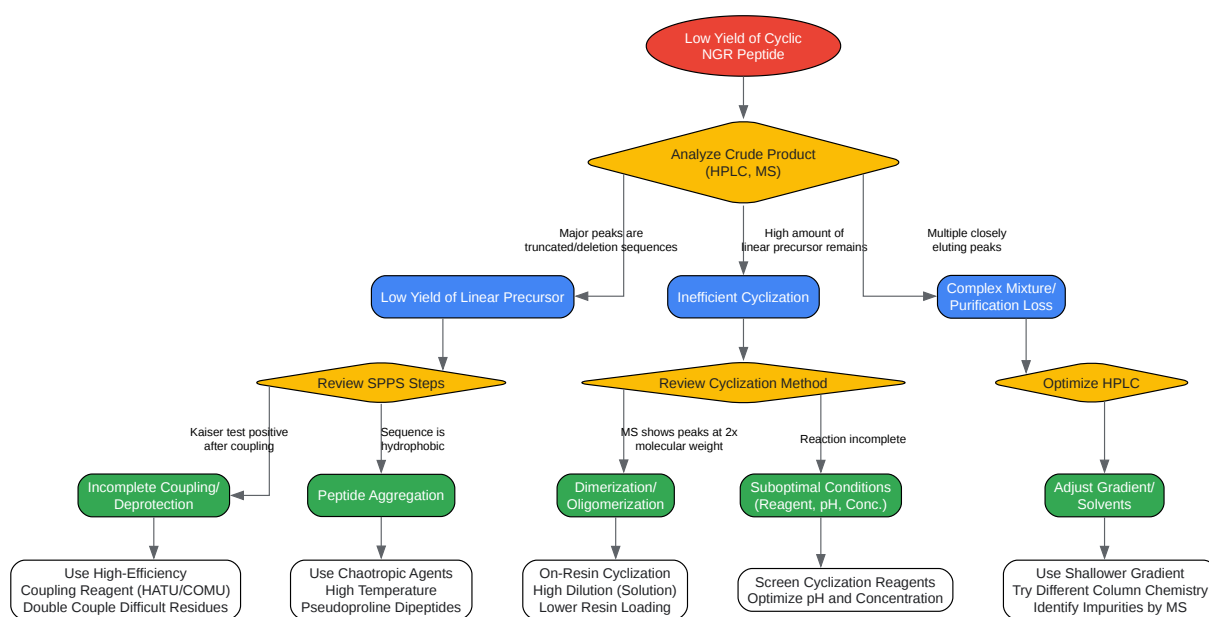 Low Yield of Cyclic
NGR Peptide
Analyze Crude Product
(HPLC, MS)
Major peaks are
truncated/deletion sequences
High amount of
linear precursor remains
Multiple closely
eluting peaks
Low Yield of Linear Precursor
Inefficient Cyclization
Complex Mixture/
Purification Loss
Review SPPS Steps
Review Cyclization Method
Optimize HPLC
Kaiser test positive
after coupling
Sequence is
hydrophobic
MS shows peaks at 2x
molecular weight
Reaction incomplete
Incomplete Coupling/
Deprotection
Peptide Aggregation
Dimerization/
Oligomerization
Suboptimal Conditions
(Reagent, pH, Conc.)
Adjust Gradient/
Solvents
Use High-Efficiency
Coupling Reagent (HATU/COMU)
Double Couple Difficult Residues
Use Chaotropic Agents
High Temperature
Pseudoproline Dipeptides
On-Resin Cyclization
High Dilution (Solution)
Lower Resin Loading
Screen Cyclization Reagents
Optimize pH and Concentration
Use Shallower Gradient
Try Different Column Chemistry
Identify Impurities by MS